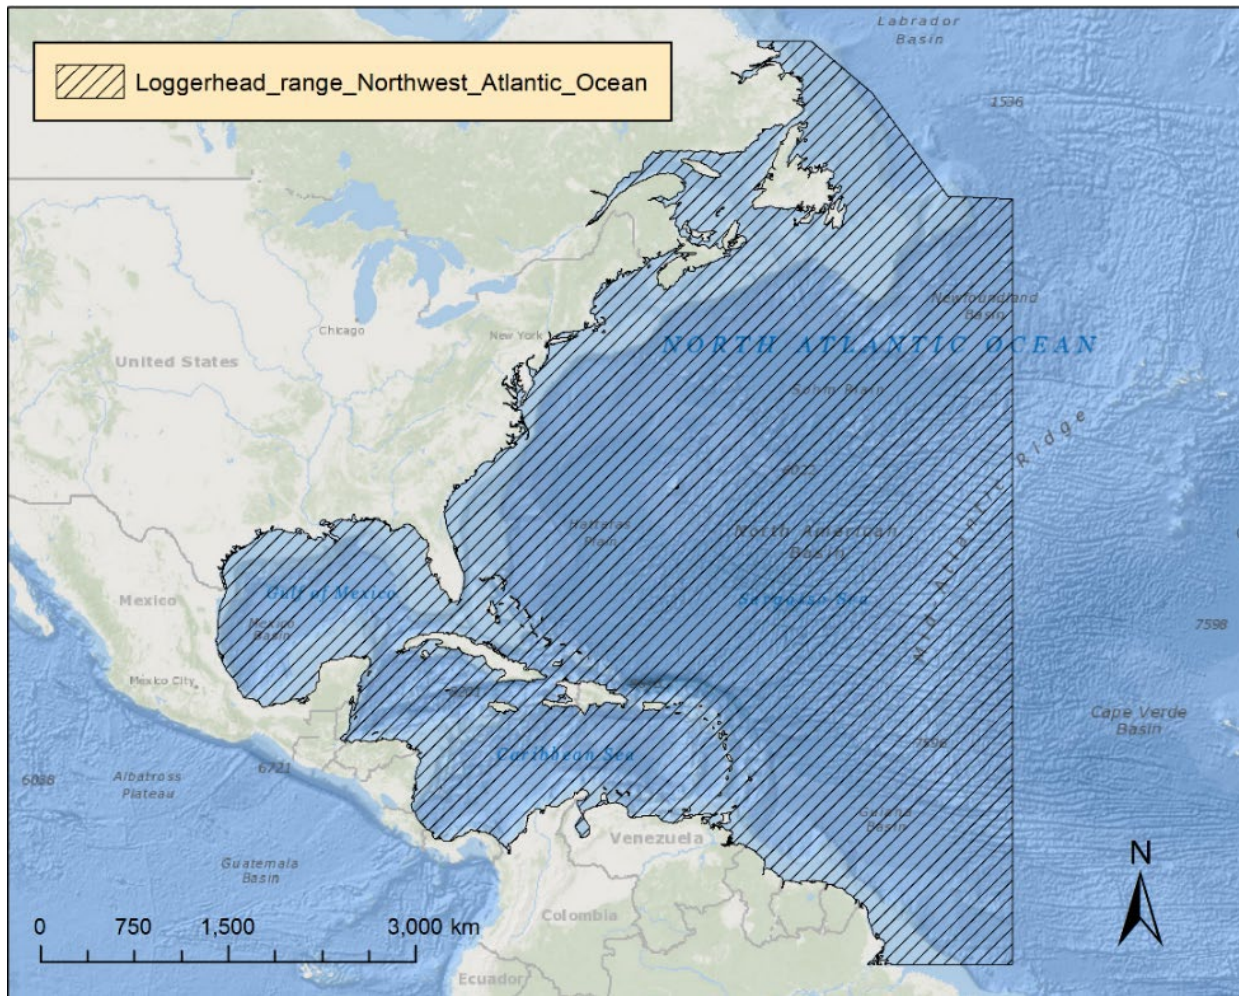 Labrador
Basin
Loggerhead_range_Northwest_Atlantic_Ocean
1536
Newfoundland
Basin
Chicago
New York
NORTH ATLANTIC OCEAN
United States
Sohm Plain
Mid-Atlantic Ridge
6022
Hatteras
Plain
North American
Basin
Gulf of Mexico
Mexico
Sargasso Sea
Mexico
Basin
7598
Mexico City
Cape Verde
Basin
Caribbean Sea
6038
Albatross
Plateau
6721
Guiana
Basin
Venezuela
N
Guatemala
Basin
Colombia
0 750 1,500 3,000 km
Ecuador